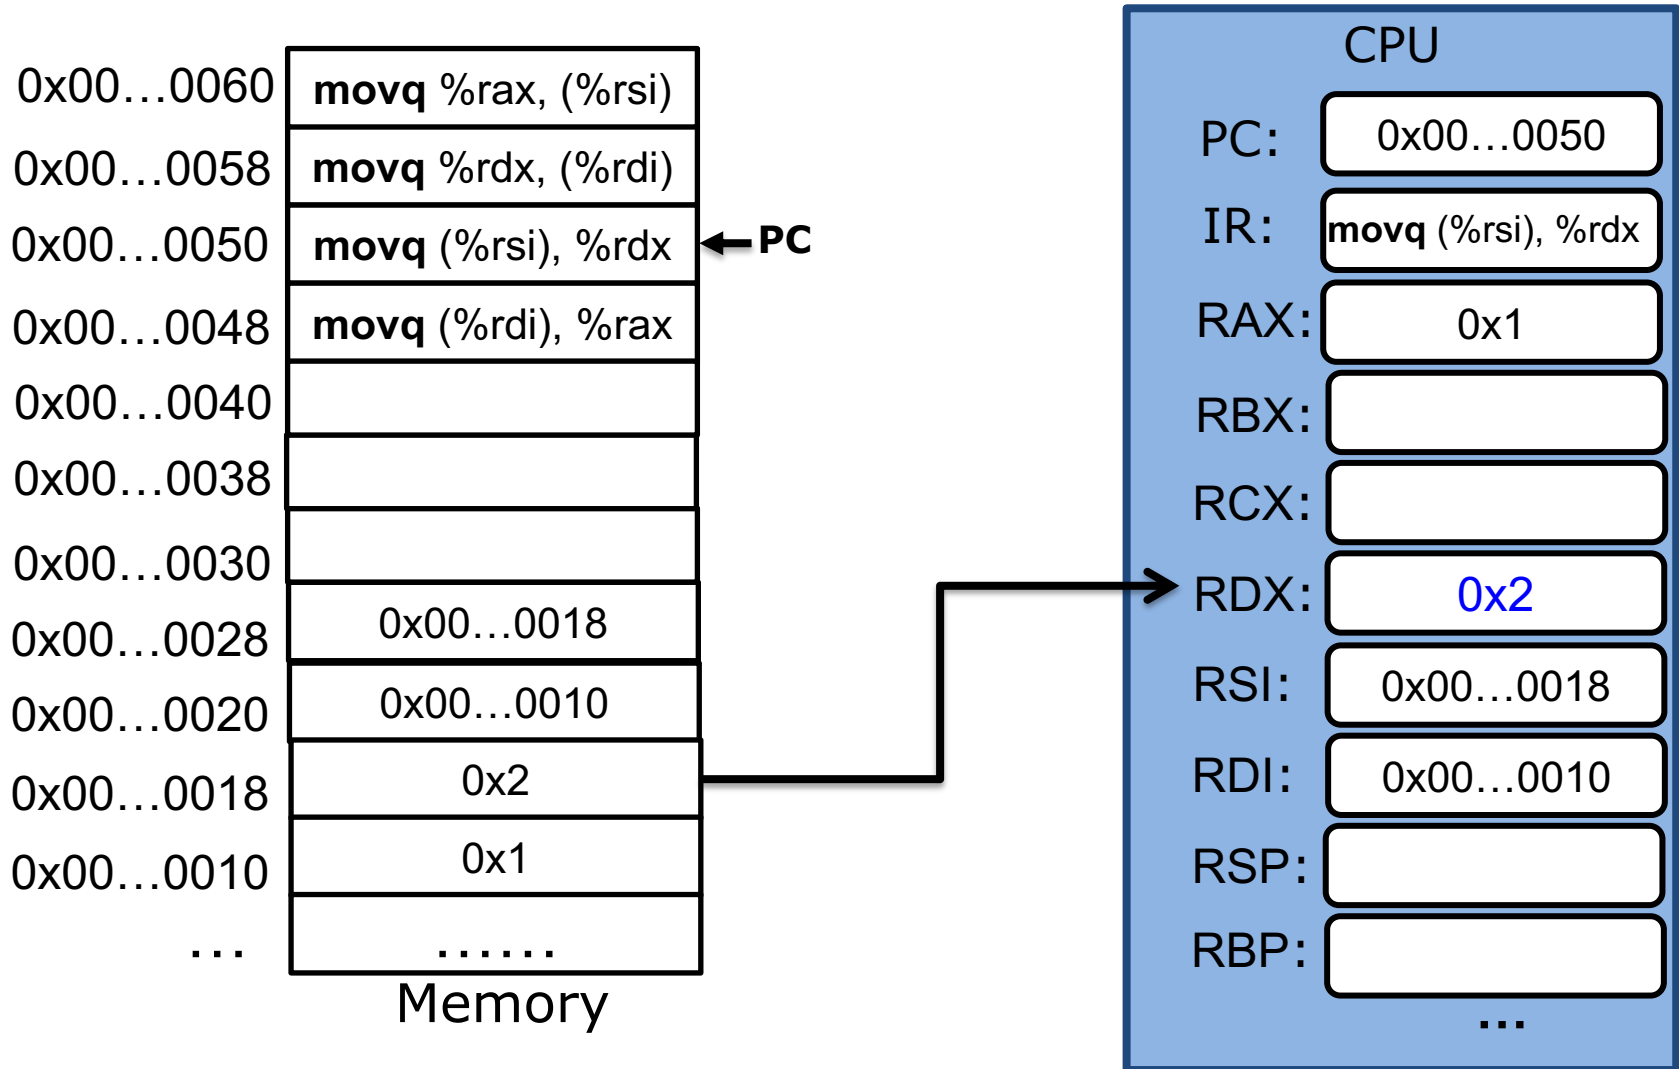 0x00…0060 movq %rax, (%rsi)
0x00…0058 movq %rdx, (%rdi)
0x00…0050 movq (%rsi), %rdx PC
0x00…0048 movq (%rdi), %rax
0x00…0040
0x00…0038
0x00…0030
0x00…0028 0x00…0018
0x00…0020 0x00…0010
0x00…0018 0x2
0x00…0010 0x1
… ……
Memory
CPU
PC: 0x00…0050
IR: movq (%rsi), %rdx
RAX: 0x1
RBX:
RCX:
RDX: 0x2
RSI: 0x00…0018
RDI: 0x00…0010
RSP:
RBP:
…